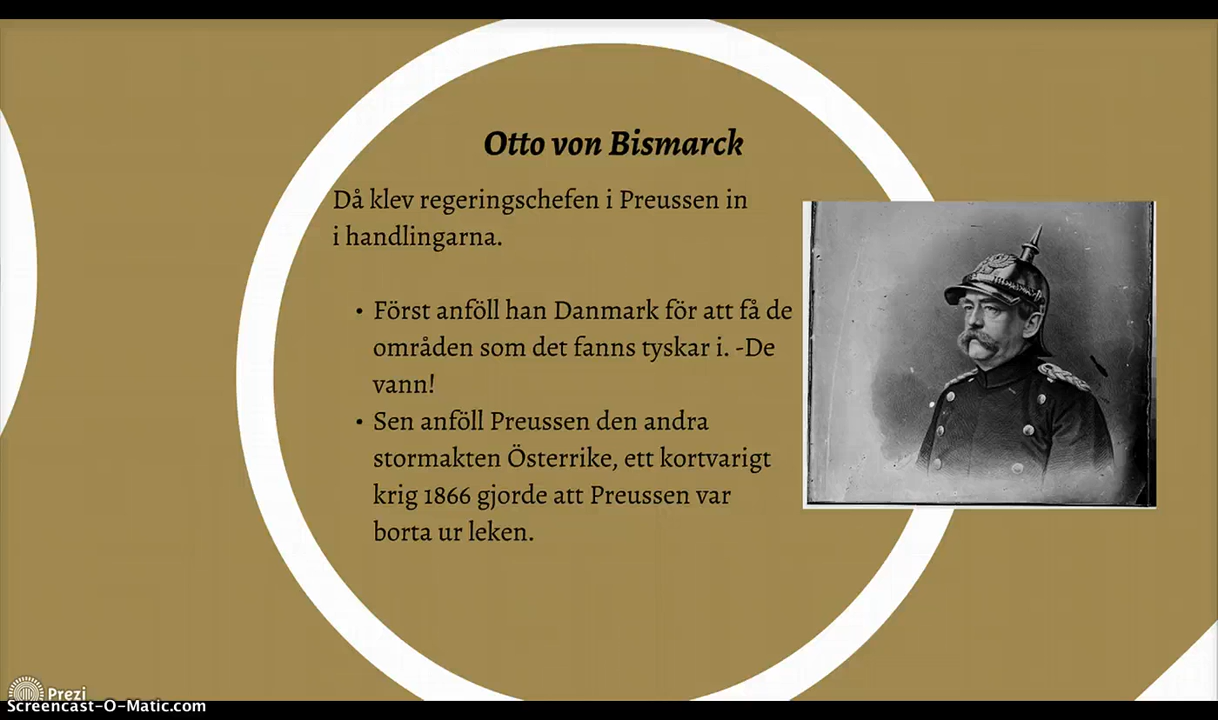 Otto von Bismarck
Då klev regeringschefen i Preussen in
i handlingarna.
• Först anföll han Danmark för att få de
områden som det fanns tyskar i. -De
vann!
• Sen anföll Preussen den andra
stormakten Österrike, ett kortvarigt
krig 1866 gjorde att Preussen var
borta ur leken.
Prezi
Screencast-O-Matic.com